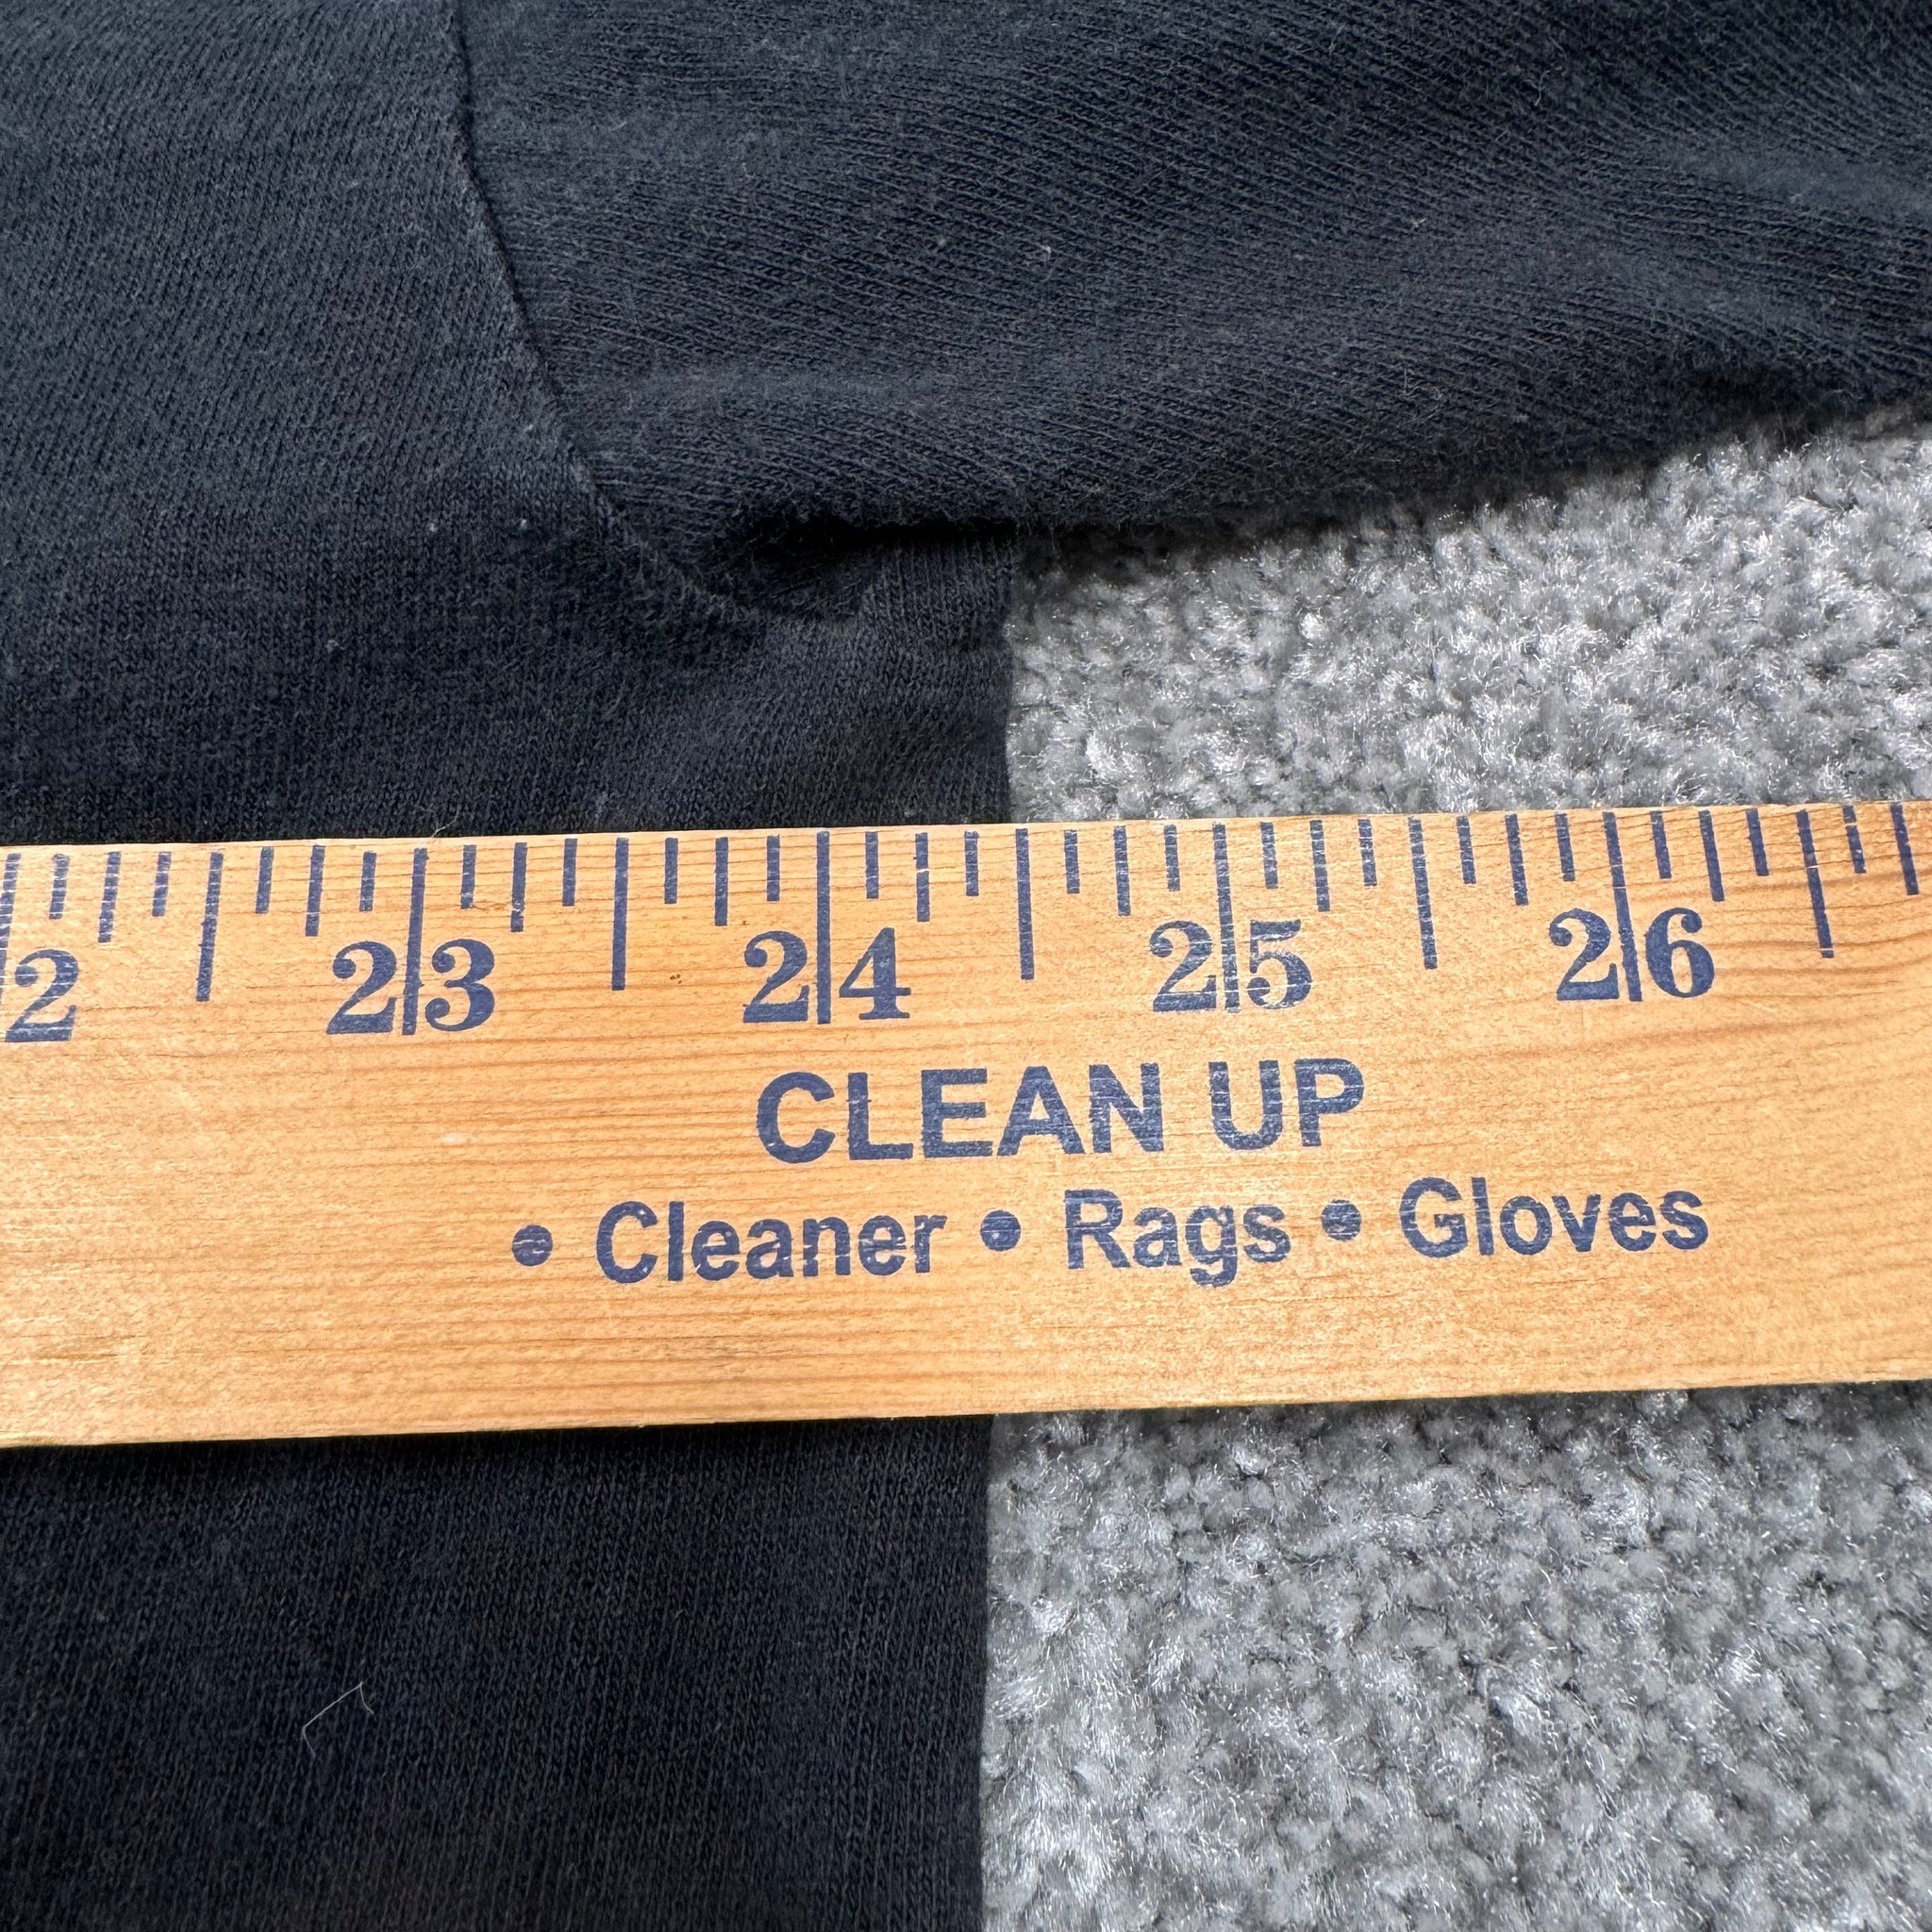 2 23 24 25 26
CLEAN UP
• Cleaner • Rags • Gloves